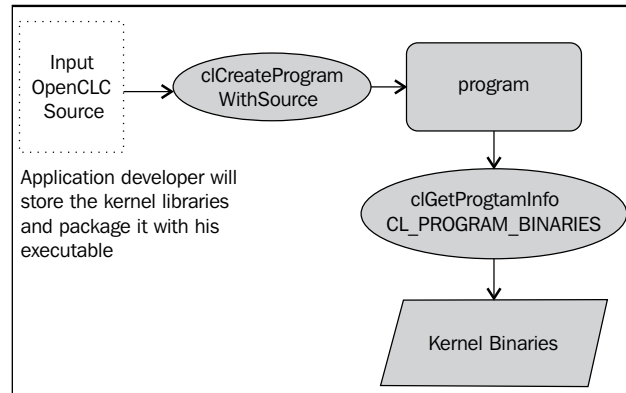 Input
OpenCLC
Source
clCreateProgram
WithSource
program
Application developer will
store the kernel libraries
and package it with his
executable
clGetProgtamInfo
CL_PROGRAM_BINARIES
Kernel Binaries